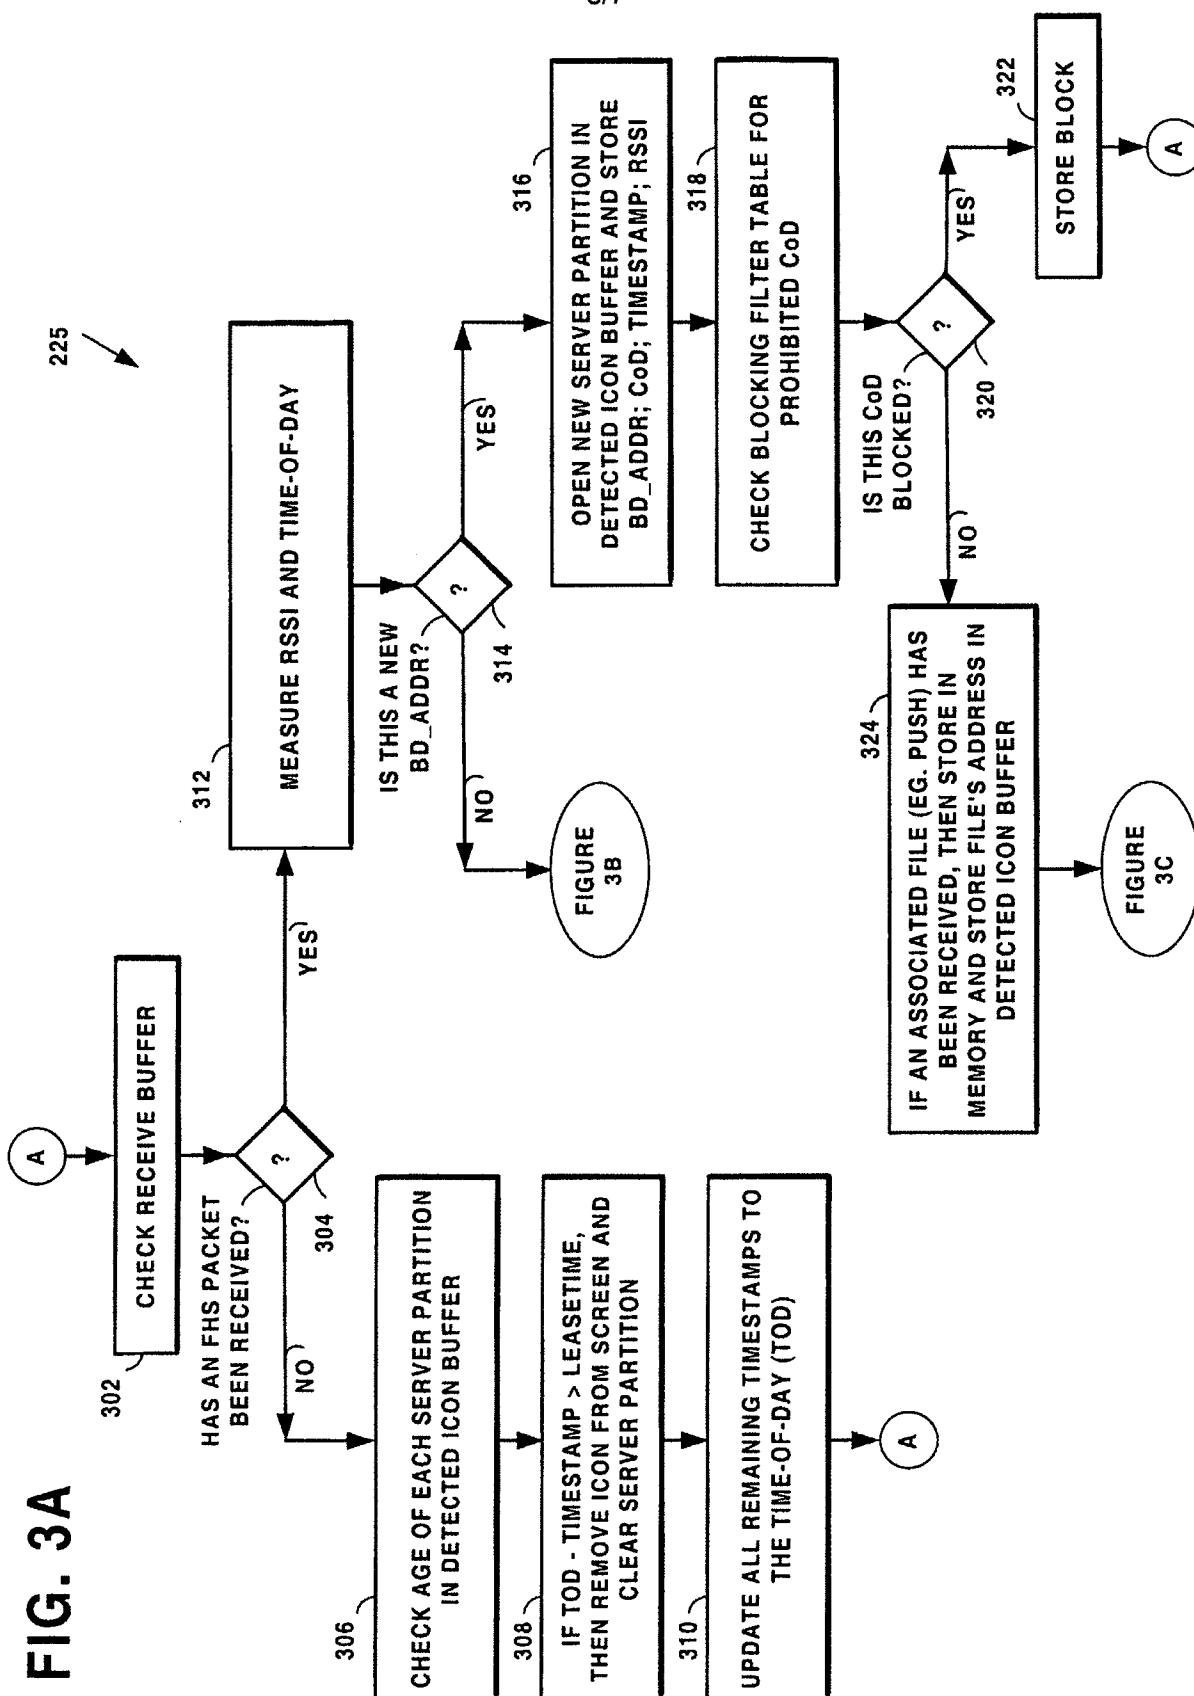 FIG. 3A
225
A
302
CHECK RECEIVE BUFFER
HAS AN FHS PACKET
BEEN RECEIVED?
?
304
NO
YES
306
CHECK AGE OF EACH SERVER PARTITION
IN DETECTED ICON BUFFER
308
IF TOD - TIMESTAMP > LEASETIME,
THEN REMOVE ICON FROM SCREEN AND
CLEAR SERVER PARTITION
310
UPDATE ALL REMAINING TIMESTAMPS TO
THE TIME-OF-DAY (TOD)
A
312
MEASURE RSSI AND TIME-OF-DAY
IS THIS A NEW
BD_ADDR?
?
314
NO
YES
FIGURE
3B
316
OPEN NEW SERVER PARTITION IN
DETECTED ICON BUFFER AND STORE
BD_ADDR; CoD; TIMESTAMP; RSSI
318
CHECK BLOCKING FILTER TABLE FOR
PROHIBITED CoD
IS THIS CoD
BLOCKED?
?
320
NO
YES
322
STORE BLOCK
A
324
IF AN ASSOCIATED FILE (EG. PUSH) HAS
BEEN RECEIVED, THEN STORE IN
MEMORY AND STORE FILE'S ADDRESS IN
DETECTED ICON BUFFER
FIGURE
3C